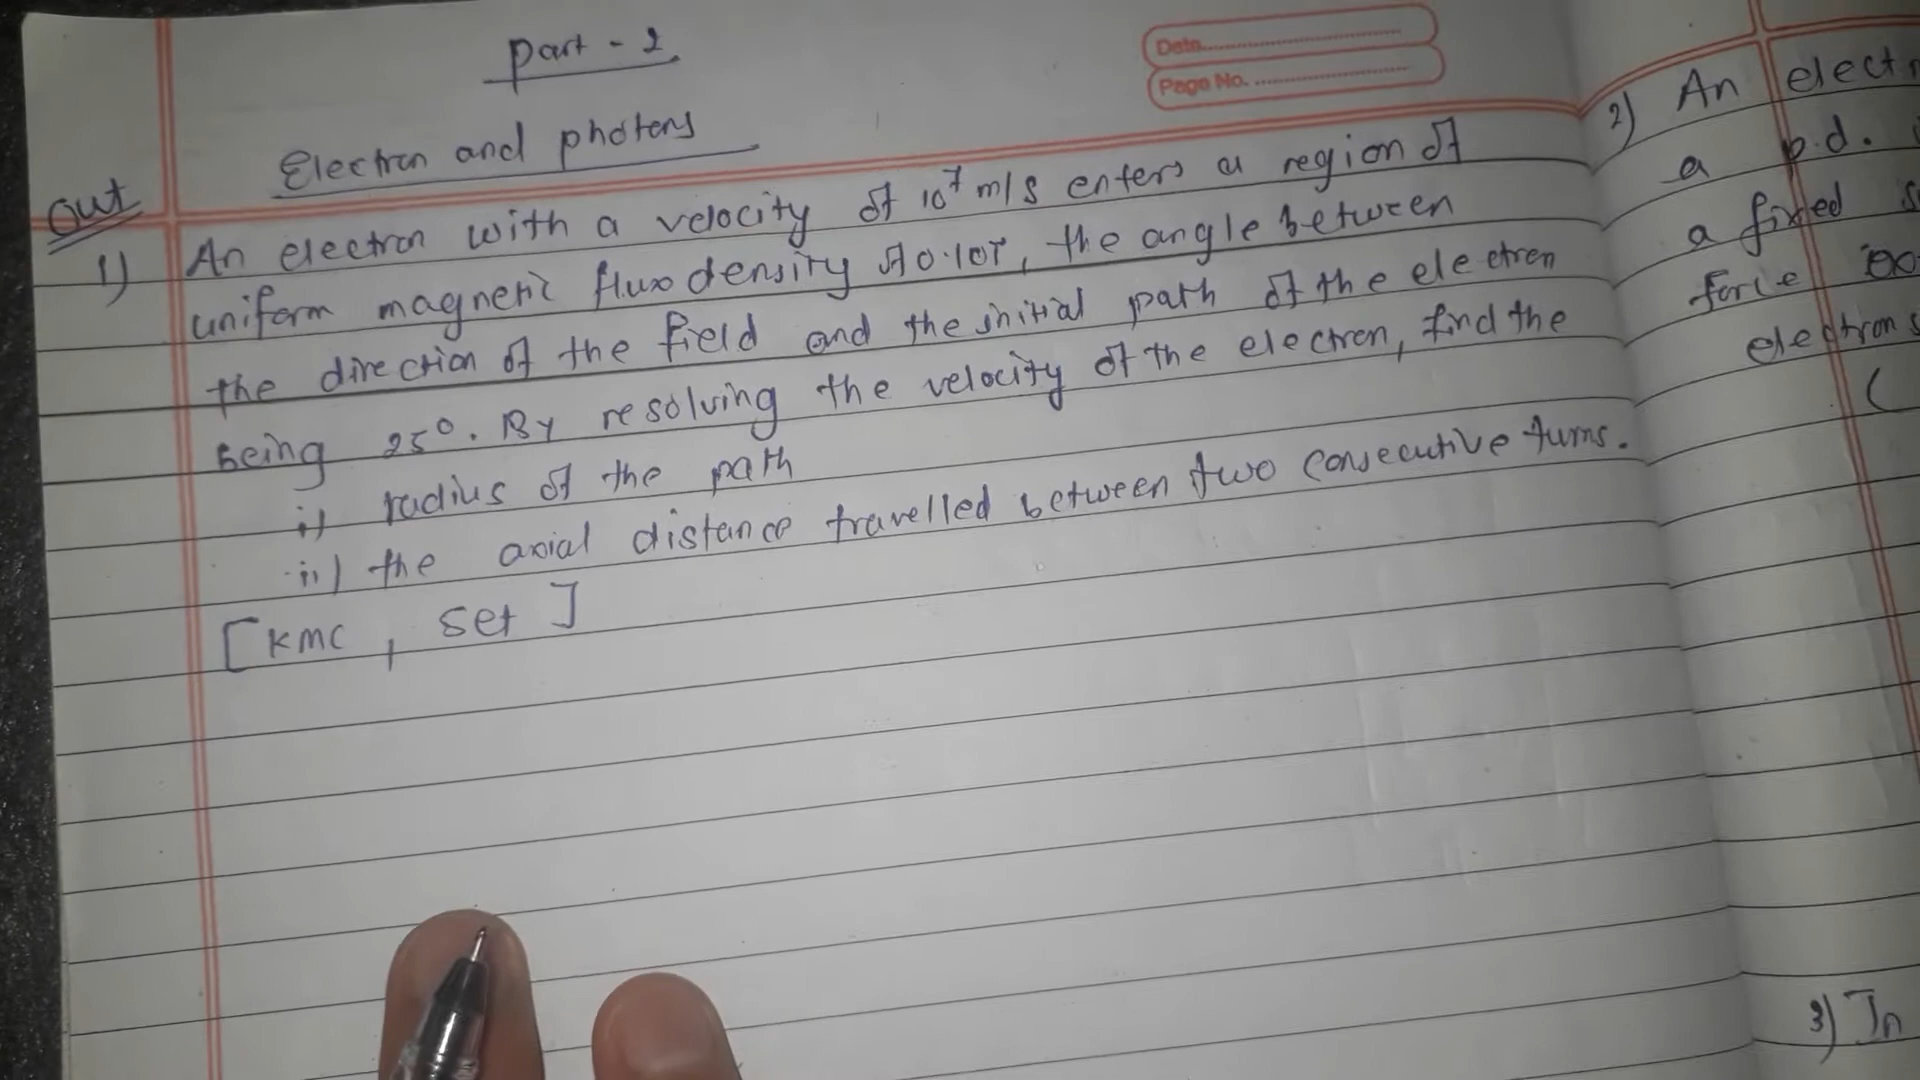 Part - 2
Date
Page No.
Electron and photons
out
1) An electron with a velocity of 10⁷ m/s enters a region of
uniform magnetic flux density of 0.10T, the angle between
the direction of the field and the initial path of the electron
being 25°. By resolving the velocity of the electron, find the
i) radius of the path
ii) the axial distance travelled between two consecutive turns.
[KMC, set]
2) An elect
a p.d.
a fixed
force
electrons
(
3) In